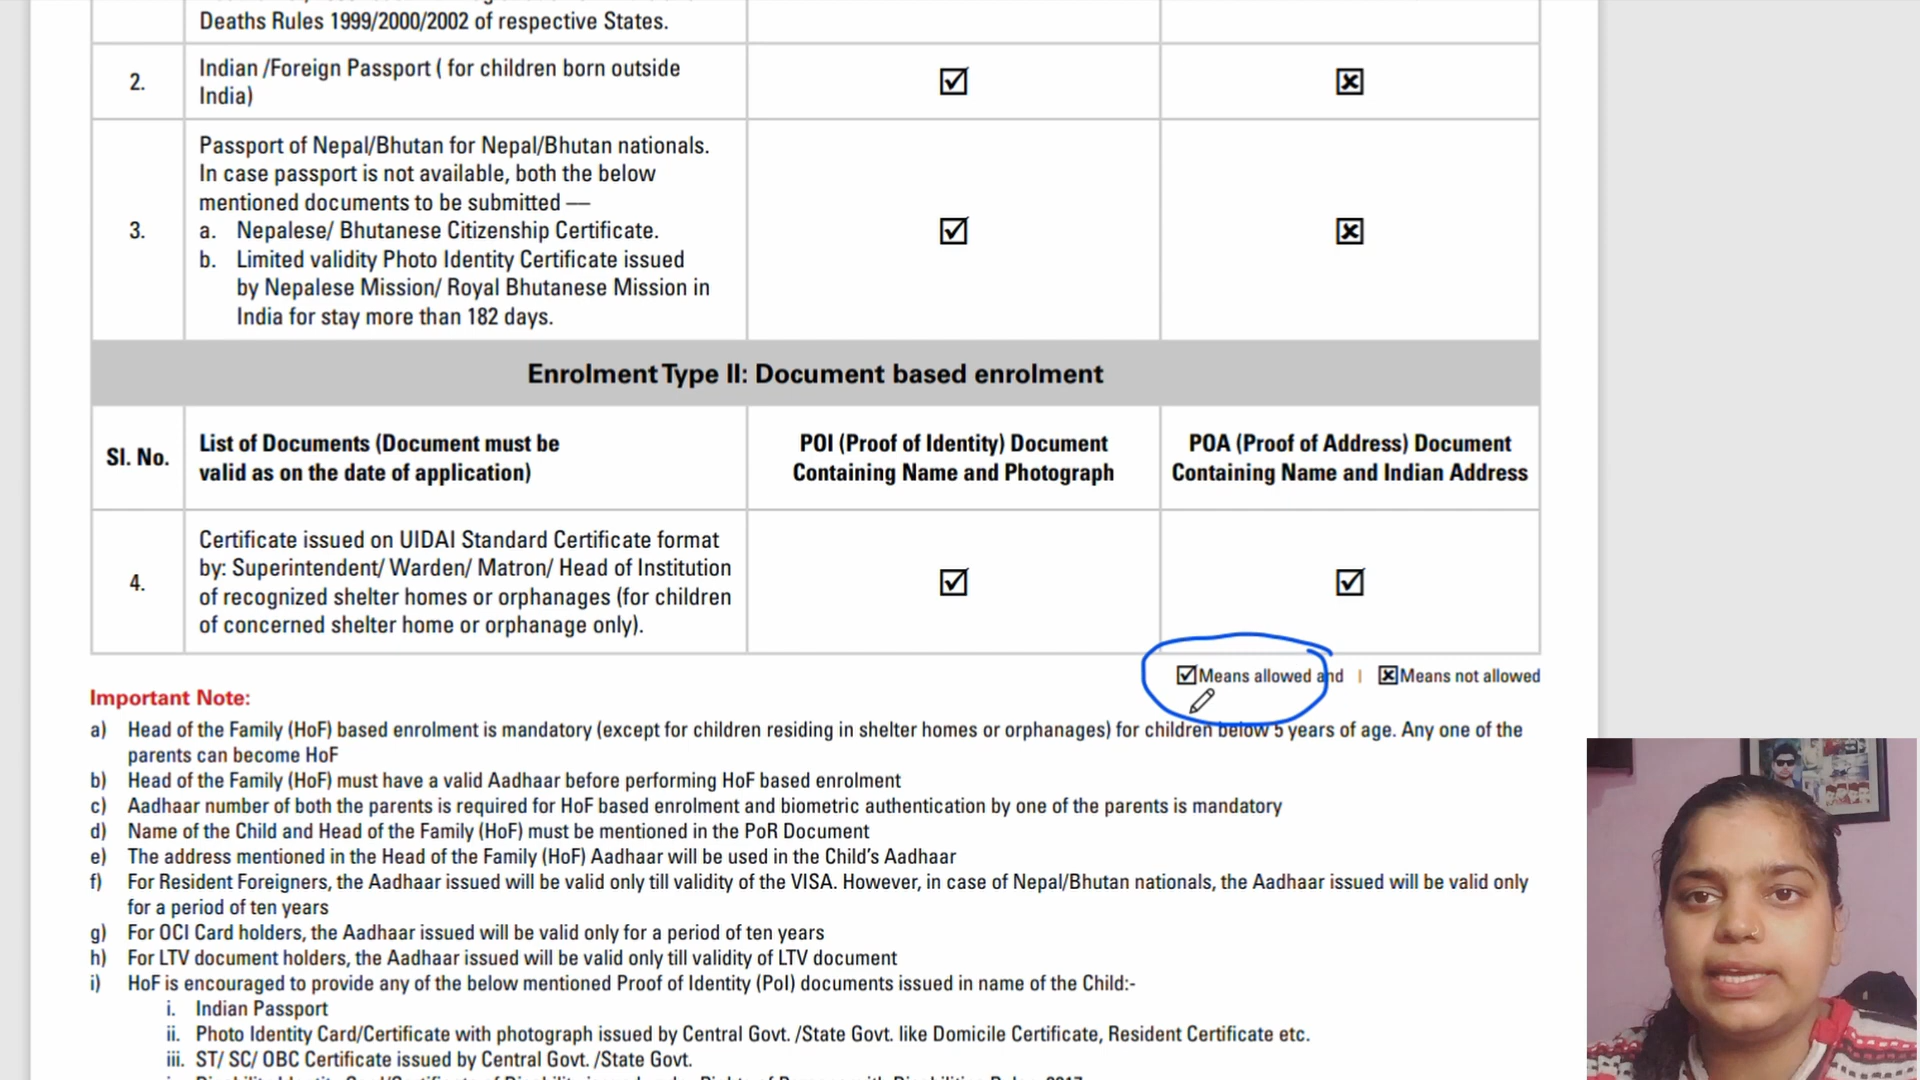 Deaths Rules 1999/2000/2002 of respective States.
2.
Indian /Foreign Passport ( for children born outside
India)
3.
Passport of Nepal/Bhutan for Nepal/Bhutan nationals.
In case passport is not available, both the below
mentioned documents to be submitted —
a. Nepalese/ Bhutanese Citizenship Certificate.
b. Limited validity Photo Identity Certificate issued
by Nepalese Mission/ Royal Bhutanese Mission in
India for stay more than 182 days.
Enrolment Type II: Document based enrolment
Sl. No.
List of Documents (Document must be
valid as on the date of application)
POI (Proof of Identity) Document
Containing Name and Photograph
POA (Proof of Address) Document
Containing Name and Indian Address
4.
Certificate issued on UIDAI Standard Certificate format
by: Superintendent/ Warden/ Matron/ Head of Institution
of recognized shelter homes or orphanages (for children
of concerned shelter home or orphanage only).
Means allowed and | Means not allowed
Important Note:
a) Head of the Family (HoF) based enrolment is mandatory (except for children residing in shelter homes or orphanages) for children below 5 years of age. Any one of the
parents can become HoF
b) Head of the Family (HoF) must have a valid Aadhaar before performing HoF based enrolment
c) Aadhaar number of both the parents is required for HoF based enrolment and biometric authentication by one of the parents is mandatory
d) Name of the Child and Head of the Family (HoF) must be mentioned in the PoR Document
e) The address mentioned in the Head of the Family (HoF) Aadhaar will be used in the Child's Aadhaar
f) For Resident Foreigners, the Aadhaar issued will be valid only till validity of the VISA. However, in case of Nepal/Bhutan nationals, the Aadhaar issued will be valid only
for a period of ten years
g) For OCI Card holders, the Aadhaar issued will be valid only for a period of ten years
h) For LTV document holders, the Aadhaar issued will be valid only till validity of LTV document
i) HoF is encouraged to provide any of the below mentioned Proof of Identity (PoI) documents issued in name of the Child:-
i. Indian Passport
ii. Photo Identity Card/Certificate with photograph issued by Central Govt. /State Govt. like Domicile Certificate, Resident Certificate etc.
iii. ST/ SC/ OBC Certificate issued by Central Govt. /State Govt.